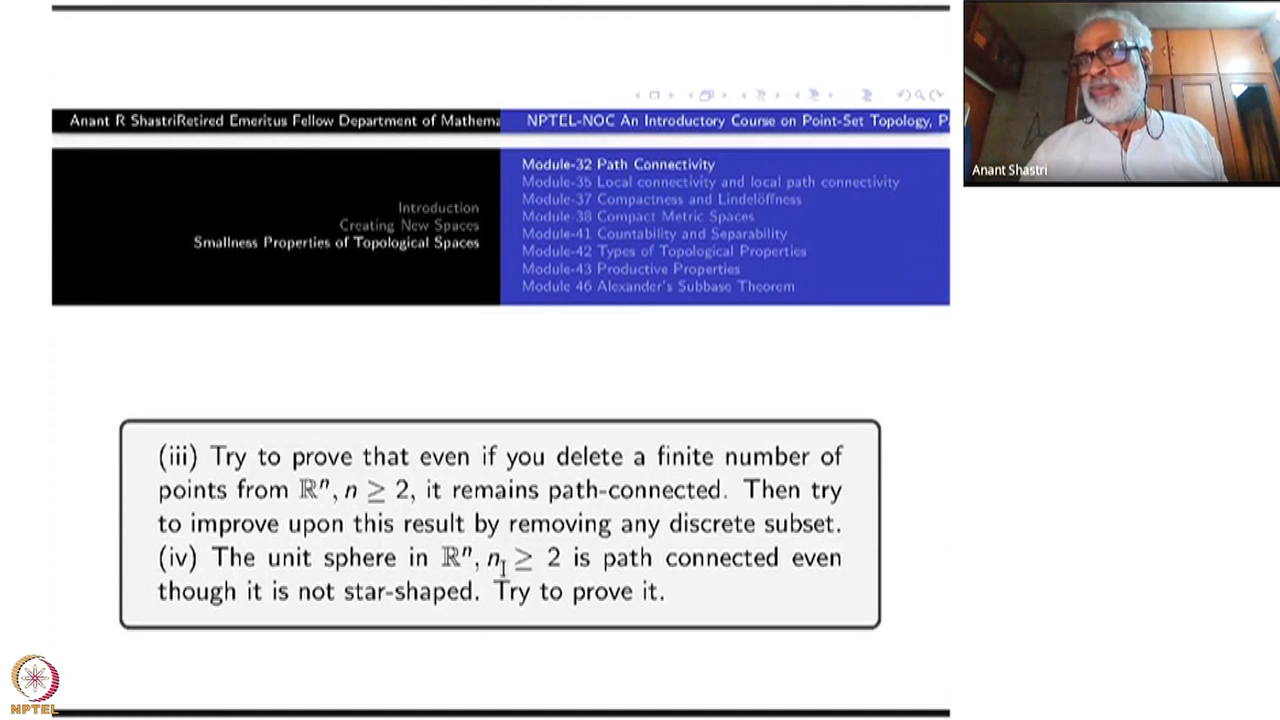 Anant R ShastriRetired Emeritus Fellow Department of Mathema
NPTEL-NOC An Introductory Course on Point-Set Topology, P
Introduction
Creating New Spaces
Smallness Properties of Topological Spaces
Module-32 Path Connectivity
Module-35 Local connectivity and local path connectivity
Module-37 Compactness and Lindelöffness
Module-38 Compact Metric Spaces
Module-41 Countability and Separability
Module-42 Types of Topological Properties
Module-43 Productive Properties
Module 46 Alexander's Subbase Theorem
(iii) Try to prove that even if you delete a finite number of
points from ℝⁿ, n ≥ 2, it remains path-connected. Then try
to improve upon this result by removing any discrete subset.
(iv) The unit sphere in ℝⁿ, n ≥ 2 is path connected even
though it is not star-shaped. Try to prove it.
Anant Shastri
NPTEL